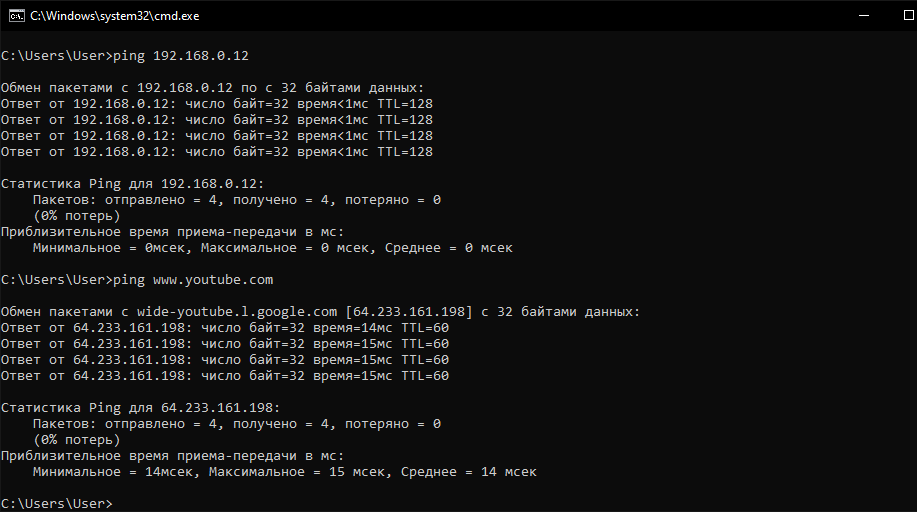 C:\Windows\system32\cmd.exe
C:\Users\User>ping 192.168.0.12
Обмен пакетами с 192.168.0.12 по с 32 байтами данных:
Ответ от 192.168.0.12: число байт=32 время<1мс TTL=128
Ответ от 192.168.0.12: число байт=32 время<1мс TTL=128
Ответ от 192.168.0.12: число байт=32 время<1мс TTL=128
Ответ от 192.168.0.12: число байт=32 время<1мс TTL=128
Статистика Ping для 192.168.0.12:
    Пакетов: отправлено = 4, получено = 4, потеряно = 0
    (0% потерь)
Приблизительное время приема-передачи в мс:
    Минимальное = 0мсек, Максимальное = 0 мсек, Среднее = 0 мсек
C:\Users\User>ping www.youtube.com
Обмен пакетами с wide-youtube.l.google.com [64.233.161.198] с 32 байтами данных:
Ответ от 64.233.161.198: число байт=32 время=14мс TTL=60
Ответ от 64.233.161.198: число байт=32 время=15мс TTL=60
Ответ от 64.233.161.198: число байт=32 время=15мс TTL=60
Ответ от 64.233.161.198: число байт=32 время=15мс TTL=60
Статистика Ping для 64.233.161.198:
    Пакетов: отправлено = 4, получено = 4, потеряно = 0
    (0% потерь)
Приблизительное время приема-передачи в мс:
    Минимальное = 14мсек, Максимальное = 15 мсек, Среднее = 14 мсек
C:\Users\User>